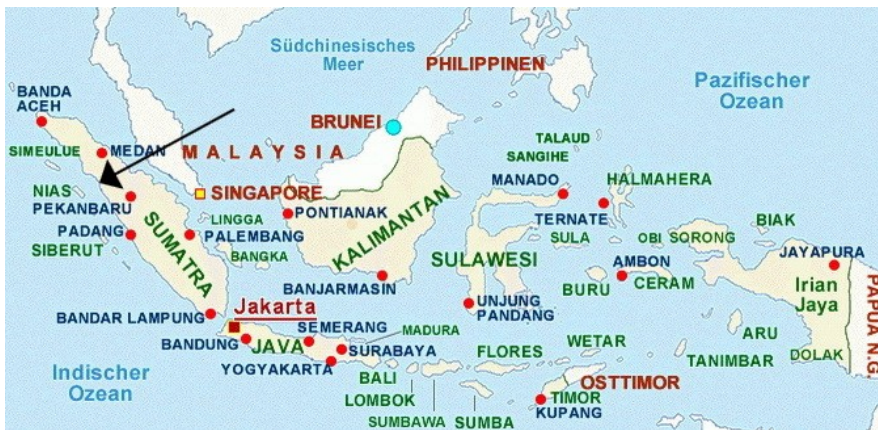 Südchinesisches
Meer
PHILIPPINEN
Pazifischer
Ozean
BANDA
ACEH
BRUNEI
SIMEULUE
MEDAN
MALAYSIA
TALAUD
SANGIHE
NIAS
SINGAPORE
MANADO
HALMAHERA
PEKANBARU
LINGGA
PONTIANAK
KALIMANTAN
TERNATE
BIAK
PADANG
PALEMBANG
SULA
OBI
SORONG
SIBERUT
SUMATRA
BANGKA
SULAWESI
AMBON
JAYAPURA
BANJARMASIN
BURU
CERAM
Irian
Jaya
PAPUA N.G.
BANDAR LAMPUNG
Jakarta
UNJUNG
PANDANG
SEMERANG
MADURA
BANDUNG
JAVA
SURABAYA
FLORES
WETAR
ARU
YOGYAKARTA
TANIMBAR
DOLAK
Indischer
Ozean
BALI
LOMBOK
OSTTIMOR
SUMBAWA
SUMBA
TIMOR
KUPANG